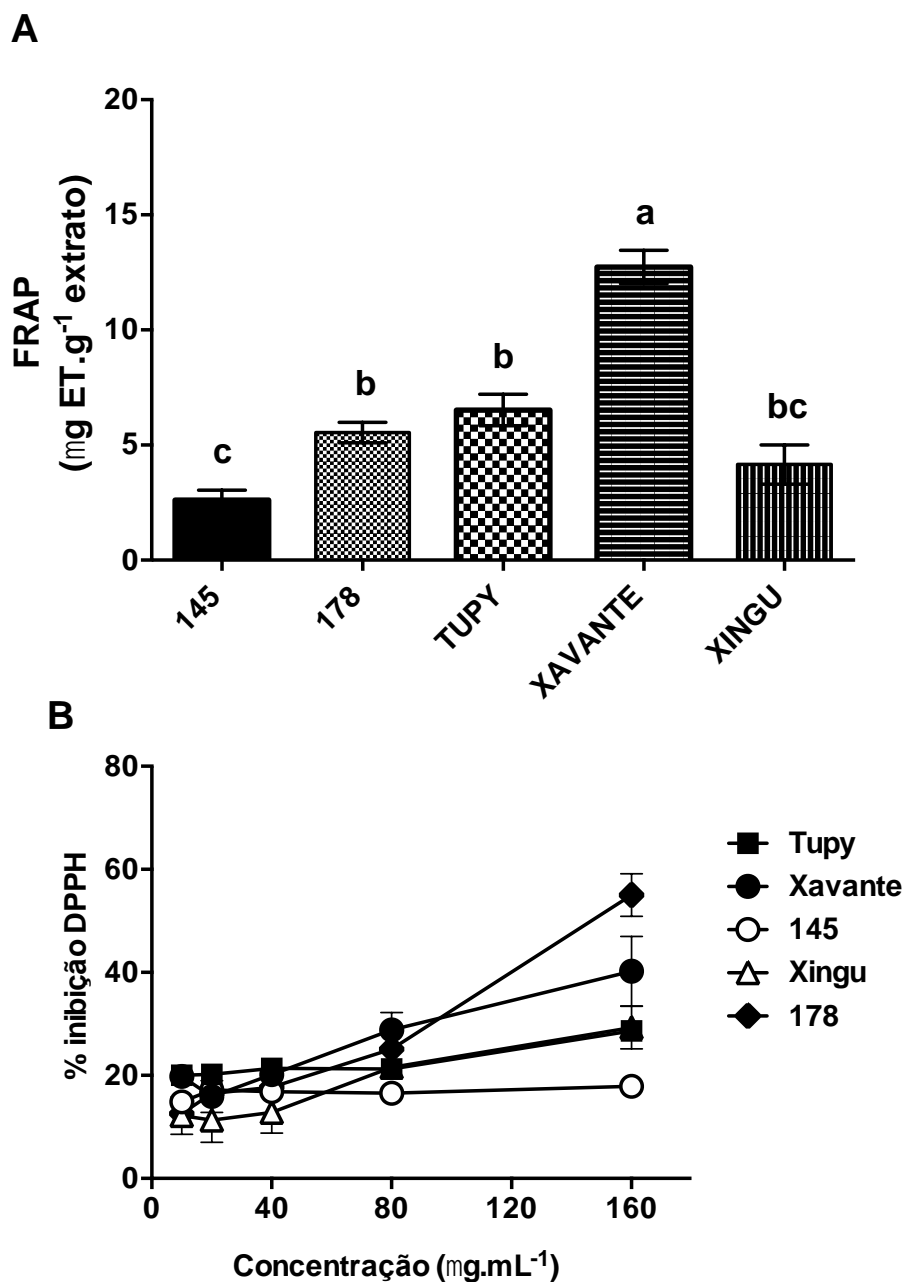 A
20
15
10
5
0
FRAP
(mg ET.g⁻¹ extrato)
c
b
b
a
bc
145
178
TUPY
XAVANTE
XINGU
B
80
60
40
20
0
% inibição DPPH
0
40
80
120
160
Concentração (mg.mL⁻¹)
Tupy
Xavante
145
Xingu
178